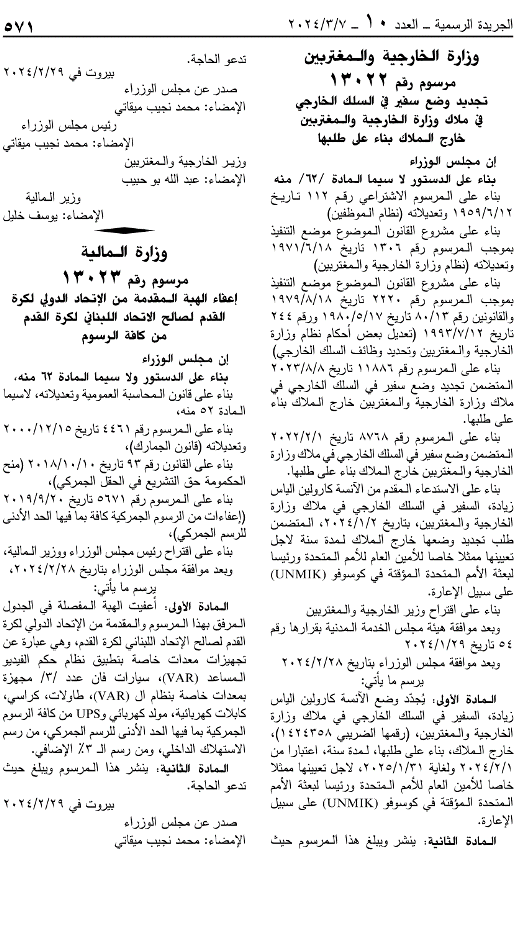 الجريدة الرسمية ــ العدد ١٠ ــ ٢٠٢٤/٣/٧
٥٧١
وزارة الـخارجية والـمغتربين
مرسوم رقم ١٣٠٢٢
تجديد وضع سفير في السلك الخارجي
في ملاك وزارة الخارجية والمغتربين
خارج الـملاك بناء على طلبها
إن مجلس الوزراء
بناء على الدستور لا سيما المادة /٦٢/ منه
بناء على المرسوم الاشتراعي رقم ١١٢ تاريخ
١٩٥٩/٦/١٢ وتعديلاته (نظام الموظفين)
بناء على مشروع القانون الموضوع موضع التنفيذ
بموجب المرسوم رقم ١٣٠٦ تاريخ ١٩٧١/٦/١٨
وتعديلاته (نظام وزارة الخارجية والمغتربين)
بناء على مشروع القانون الموضوع موضع التنفيذ
بموجب المرسوم رقم ٢٢٢٠ تاريخ ١٩٧٩/٨/١٨
والقانونين رقم ٨٠/١٣ تاريخ ١٩٨٠/٥/١٧ ورقم ٢٤٤
تاريخ ١٩٩٣/٧/١٢ (تعديل بعض أحكام نظام وزارة
الخارجية والمغتربين وتحديد وظائف السلك الخارجي)
بناء على المرسوم رقم ١١٨٨٦ تاريخ ٢٠٢٣/٨/٨
المتضمن تجديد وضع سفير في السلك الخارجي في
ملاك وزارة الخارجية والمغتربين خارج الملاك بناء
على طلبها.
بناء على المرسوم رقم ٨٧٦٨ تاريخ ٢٠٢٢/٢/١
المتضمن وضع سفير في السلك الخارجي في ملاك وزارة
الخارجية والمغتربين خارج الملاك بناء على طلبها.
بناء على الاستدعاء المقدم من الآنسة كارولين الياس
زيادة، السفير في السلك الخارجي في ملاك وزارة
الخارجية والمغتربين، بتاريخ ٢٠٢٤/١/٢، المتضمن
طلب تجديد وضعها خارج الملاك لمدة سنة لاجل
تعيينها ممثلا خاصا للأمين العام للأمم المتحدة ورئيسا
لبعثة الأمم المتحدة المؤقتة في كوسوفو (UNMIK)
على سبيل الإعارة.
بناء على اقتراح وزير الخارجية والمغتربين
وبعد موافقة هيئة مجلس الخدمة المدنية بقرارها رقم
٥٤ تاريخ ٢٠٢٤/١/٢٩
وبعد موافقة مجلس الوزراء بتاريخ ٢٠٢٤/٢/٢٨
يرسم ما يأتي:
الـمادة الأولى: يُجدّد وضع الآنسة كارولين الياس
زيادة، السفير في السلك الخارجي في ملاك وزارة
الخارجية والمغتربين، (رقمها الضريبي ١٤٢٤٣٥٨)،
خارج الملاك، بناء على طلبها، لمدة سنة، اعتبارا من
٢٠٢٤/٢/١ ولغاية ٢٠٢٥/١/٣١، لاجل تعيينها ممثلا
خاصا للأمين العام للأمم المتحدة ورئيسا لبعثة الأمم
المتحدة المؤقتة في كوسوفو (UNMIK) على سبيل
الإعارة.
الـمادة الثانية: ينشر ويبلغ هذا المرسوم حيث
تدعو الحاجة.
بيروت في ٢٠٢٤/٢/٢٩
صدر عن مجلس الوزراء
الإمضاء: محمد نجيب ميقاتي
رئيس مجلس الوزراء
الإمضاء: محمد نجيب ميقاتي
وزير الخارجية والمغتربين
الإمضاء: عبد الله بو حبيب
وزير المالية
الإمضاء: يوسف خليل
وزارة الـمالية
مرسوم رقم ١٣٠٢٣
إعفاء الهبة الـمقدمة من الإتحاد الدولي لكرة
القدم لصالح الاتحاد اللبناني لكرة القدم
من كافة الرسوم
إن مجلس الوزراء
بناء على الدستور ولا سيما المادة ٦٢ منه،
بناء على قانون المحاسبة العمومية وتعديلاته، لاسيما
المادة ٥٢ منه،
بناء على المرسوم رقم ٤٤٦١ تاريخ ٢٠٠٠/١٢/١٥
وتعديلاته (قانون الجمارك)،
بناء على القانون رقم ٩٣ تاريخ ٢٠١٨/١٠/١٠ (منح
الحكومة حق التشريع في الحقل الجمركي)،
بناء على المرسوم رقم ٥٦٧١ تاريخ ٢٠١٩/٩/٢٠
(إعفاءات من الرسوم الجمركية كافة بما فيها الحد الأدنى
للرسم الجمركي)،
بناء على اقتراح رئيس مجلس الوزراء ووزير المالية،
وبعد موافقة مجلس الوزراء بتاريخ ٢٠٢٤/٢/٢٨،
يرسم ما يأتي:
الـمادة الأولى: أعفيت الهبة المفصلة في الجدول
المرفق بهذا المرسوم والمقدمة من الإتحاد الدولي لكرة
القدم لصالح الإتحاد اللبناني لكرة القدم، وهي عبارة عن
تجهيزات معدات خاصة بتطبيق نظام حكم الفيديو
المساعد (VAR)، سيارات فان عدد /٣/ مجهزة
بمعدات خاصة بنظام ال (VAR)، طاولات، كراسي،
كابلات كهربائية، مولد كهربائي وUPS من كافة الرسوم
الجمركية بما فيها الحد الأدنى للرسم الجمركي، من رسم
الاستهلاك الداخلي، ومن رسم الـ ٣٪ الإضافي.
الـمادة الثانية: ينشر هذا المرسوم ويبلغ حيث
تدعو الحاجة.
بيروت في ٢٠٢٤/٢/٢٩
صدر عن مجلس الوزراء
الإمضاء: محمد نجيب ميقاتي